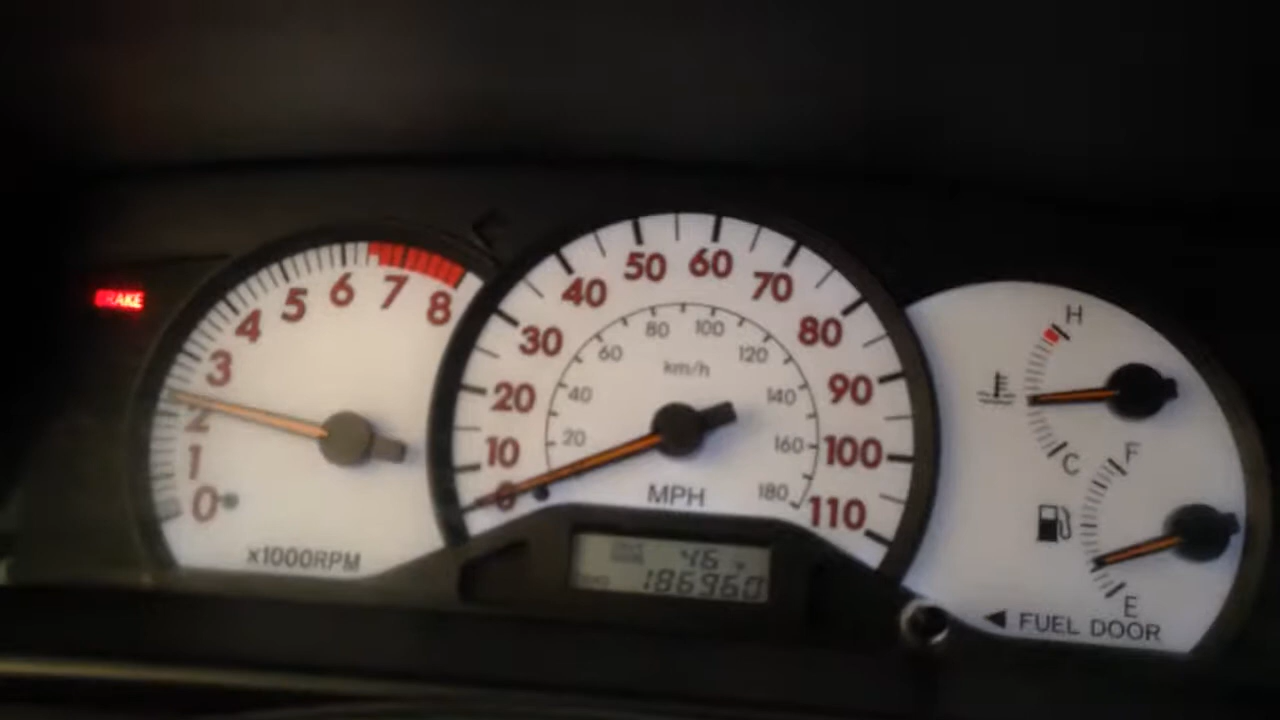 BRAKE
0 1 2 3 4 5 6 7 8
x1000RPM
0 10 20 30 40 50 60 70 80 90 100 110
20 40 60 80 100 120 140 160 180
km/h
MPH
46
186960
H
C
F
E
◀ FUEL DOOR